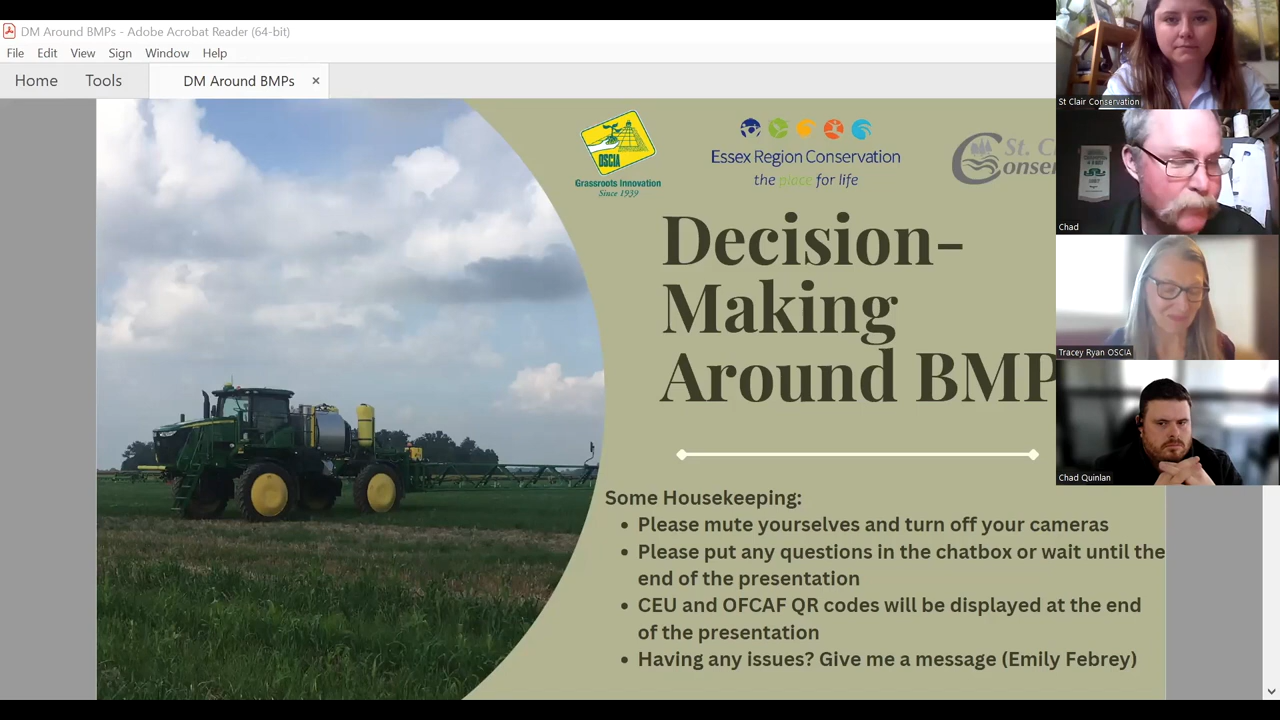 DM Around BMPs - Adobe Acrobat Reader (64-bit)
File Edit View Sign Window Help
Home Tools DM Around BMPs ×
OSCIA
Grassroots Innovation
Since 1939
Essex Region Conservation
the place for life
St. C
onser
Decision-
Making
Around BMP
Some Housekeeping:
• Please mute yourselves and turn off your cameras
• Please put any questions in the chatbox or wait until the
end of the presentation
• CEU and OFCAF QR codes will be displayed at the end
of the presentation
• Having any issues? Give me a message (Emily Febrey)
St Clair Conservation
Chad
Tracey Ryan OSCIA
Chad Quinlan